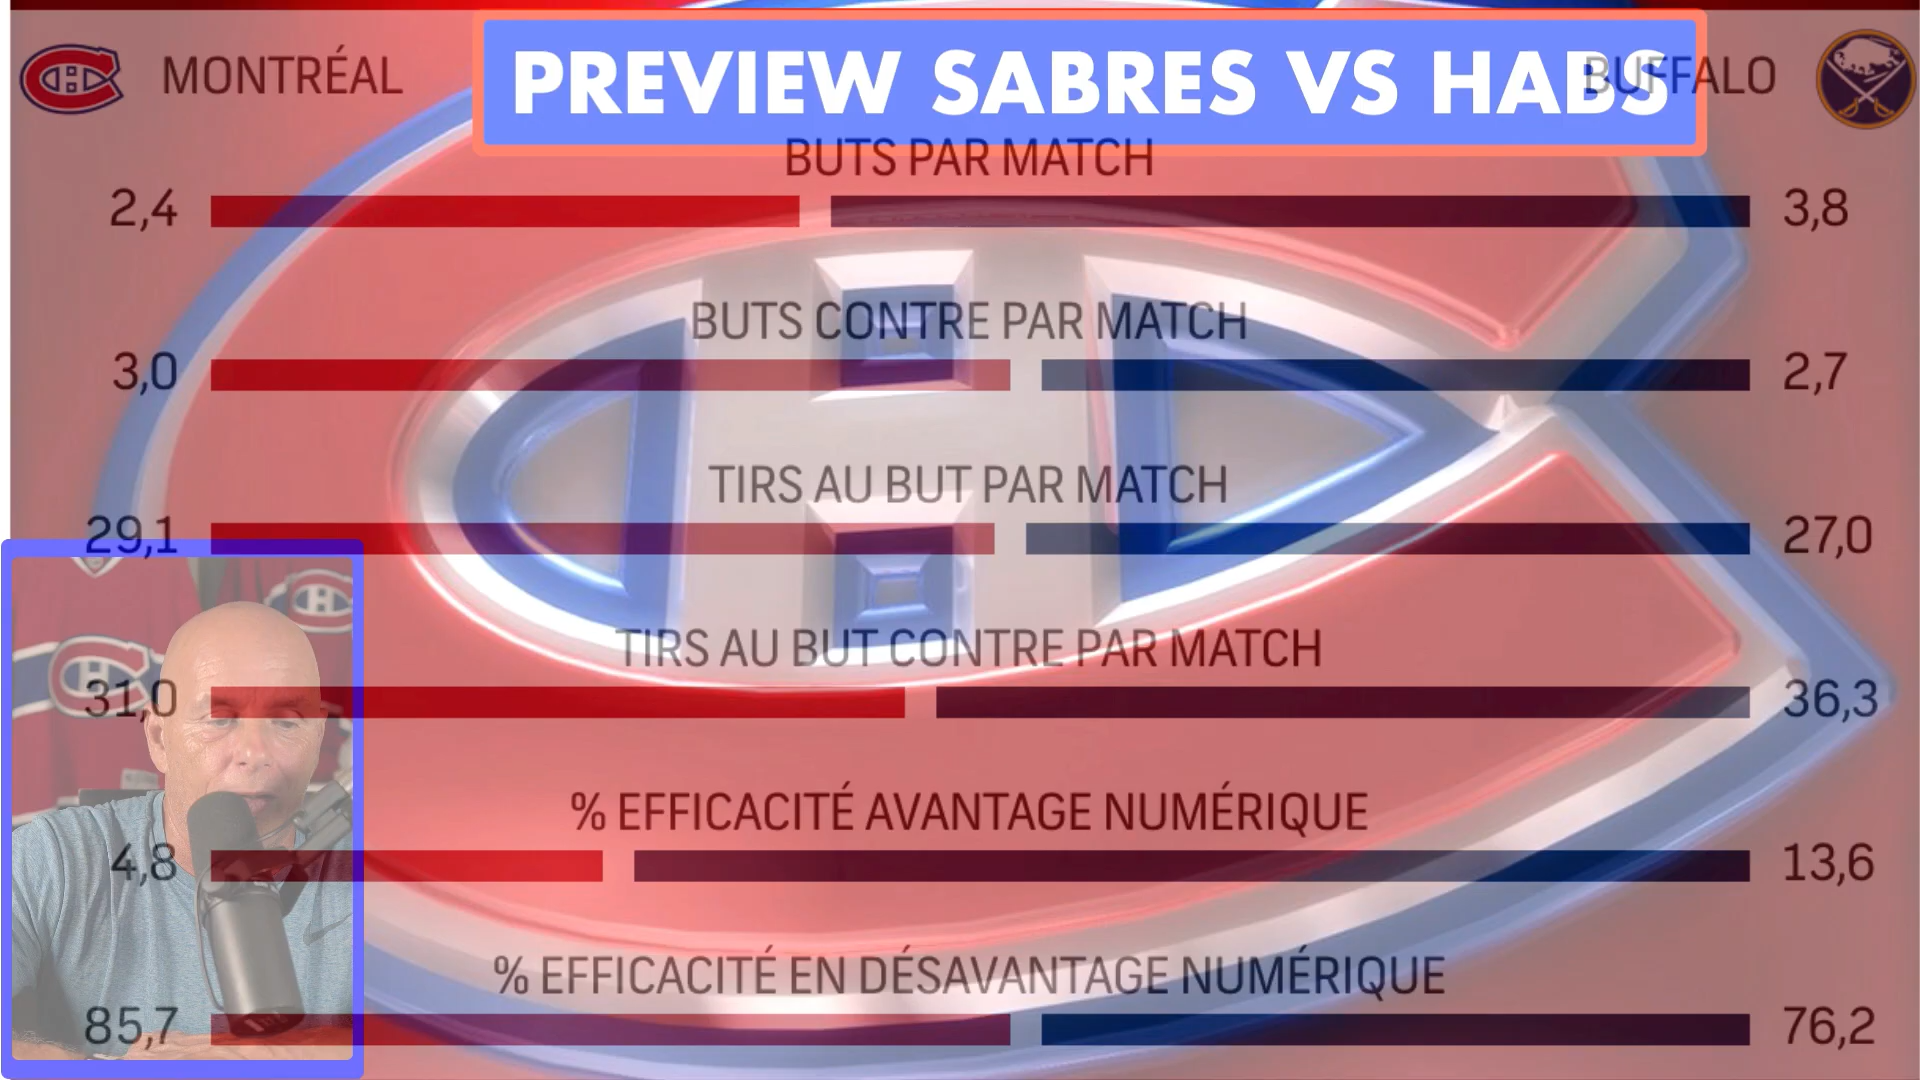 PREVIEW SABRES VS HABS
MONTRÉAL
BUFFALO
BUTS PAR MATCH
2,4
3,8
BUTS CONTRE PAR MATCH
3,0
2,7
TIRS AU BUT PAR MATCH
29,1
27,0
TIRS AU BUT CONTRE PAR MATCH
31,0
36,3
% EFFICACITÉ AVANTAGE NUMÉRIQUE
4,8
13,6
% EFFICACITÉ EN DÉSAVANTAGE NUMÉRIQUE
85,7
76,2